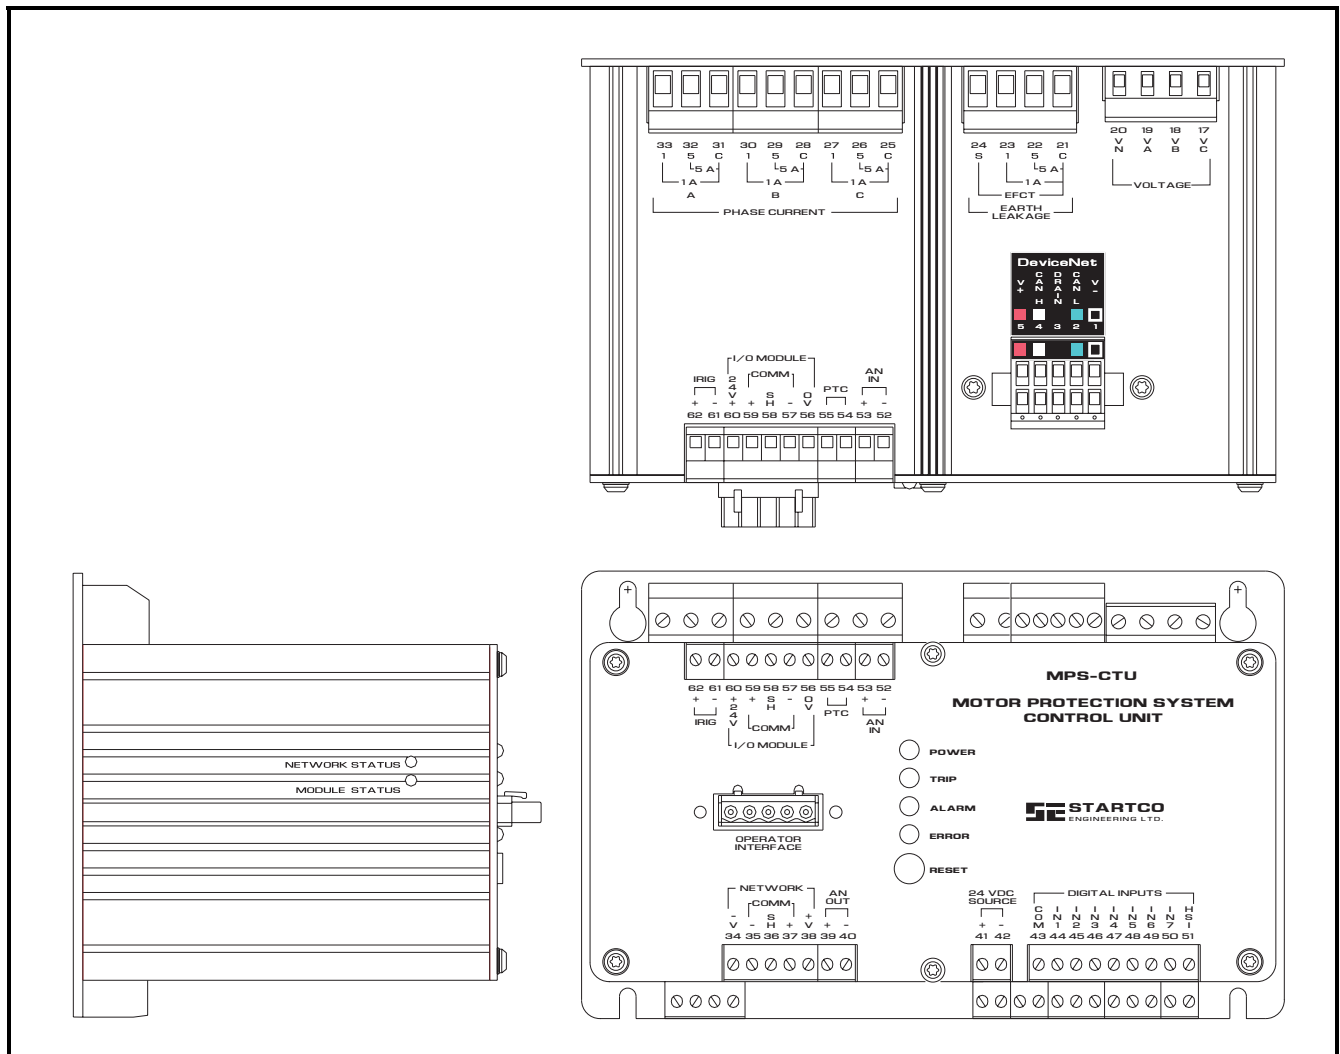 33 32 31 30 29 28 27 26 25
1 5 C 1 5 C 1 5 C
5 A 5 A 5 A
1 A 1 A 1 A
A B C
PHASE CURRENT
24 23 22 21
S 1 5 C
5 A
1 A
EFCT
EARTH
LEAKAGE
20 19 18 17
VN VA VB VC
VOLTAGE
DeviceNet
V+ CAN H DRAIN CAN L V-
5 4 3 2 1
I/O MODULE
IRIG COMM PTC AN IN
+ - 24V+ + SH - 0V + -
62 61 60 59 58 57 56 55 54 53 52
NETWORK STATUS
MODULE STATUS
62 61 60 59 58 57 56 55 54 53 52
+ - +24V + SH - 0V + -
IRIG COMM PTC AN IN
I/O MODULE
MPS-CTU
MOTOR PROTECTION SYSTEM
CONTROL UNIT
POWER
TRIP
ALARM
ERROR
RESET
SE STARTCO
ENGINEERING LTD.
OPERATOR
INTERFACE
NETWORK AN OUT
COMM
-V - SH + +V + -
34 35 36 37 38 39 40
24 VDC
SOURCE
+ -
41 42
DIGITAL INPUTS
COM IN1 IN2 IN3 IN4 IN5 IN6 IN7 HSI
43 44 45 46 47 48 49 50 51